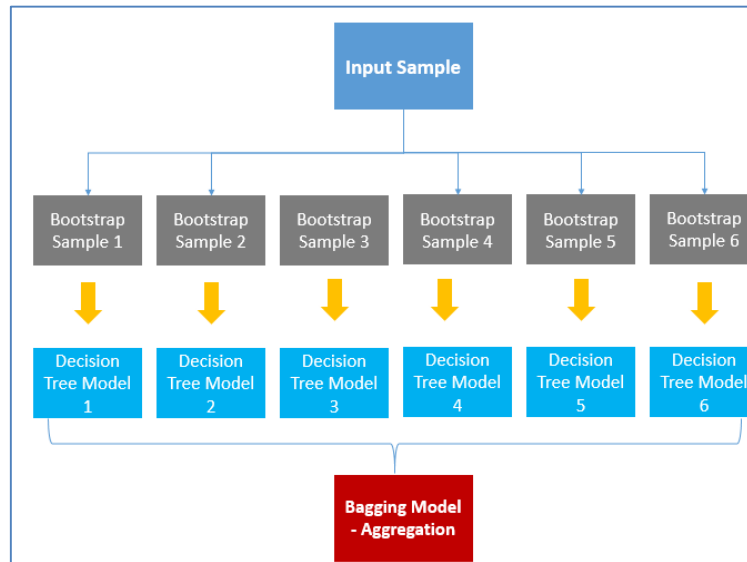 Input Sample
Bootstrap
Sample 1
Bootstrap
Sample 2
Bootstrap
Sample 3
Bootstrap
Sample 4
Bootstrap
Sample 5
Bootstrap
Sample 6
Decision
Tree Model
1
Decision
Tree Model
2
Decision
Tree Model
3
Decision
Tree Model
4
Decision
Tree Model
5
Decision
Tree Model
6
Bagging Model
- Aggregation